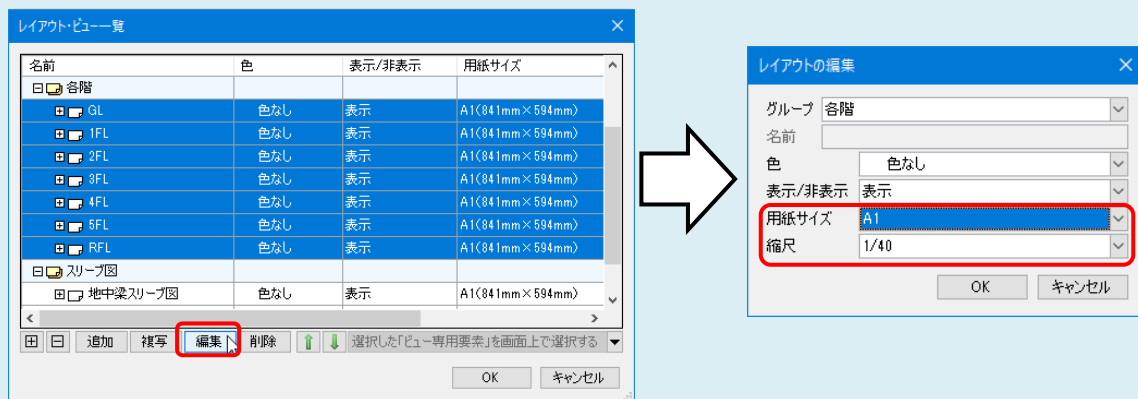 レイアウト・ビュー一覧
名前 色 表示/非表示 用紙サイズ
各階
GL 色なし 表示 A1(841mm×594mm)
1FL 色なし 表示 A1(841mm×594mm)
2FL 色なし 表示 A1(841mm×594mm)
3FL 色なし 表示 A1(841mm×594mm)
4FL 色なし 表示 A1(841mm×594mm)
5FL 色なし 表示 A1(841mm×594mm)
RFL 色なし 表示 A1(841mm×594mm)
スリーブ図
地中梁スリーブ図 色なし 表示 A1(841mm×594mm)
追加 複写 編集 削除 選択した「ビュー専用要素」を画面上で選択する
OK キャンセル
レイアウトの編集
グループ 各階
名前
色 色なし
表示/非表示 表示
用紙サイズ A1
縮尺 1/40
OK キャンセル